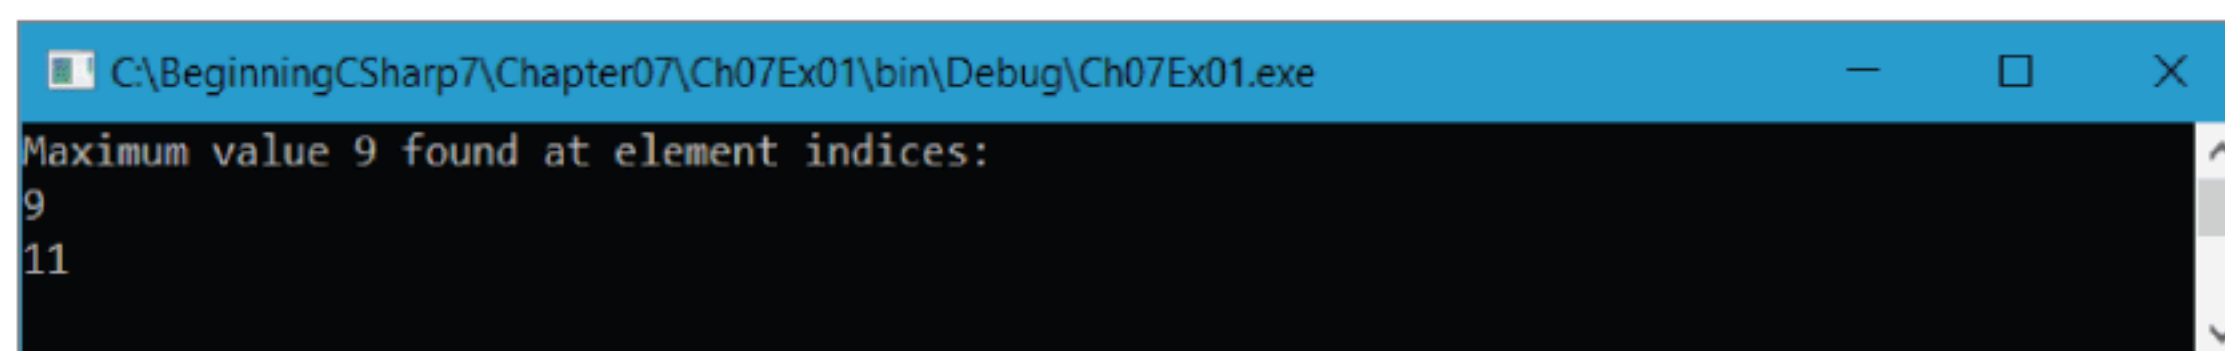 C:\BeginningCSharp7\Chapter07\Ch07Ex01\bin\Debug\Ch07Ex01.exe
Maximum value 9 found at element indices:
9
11